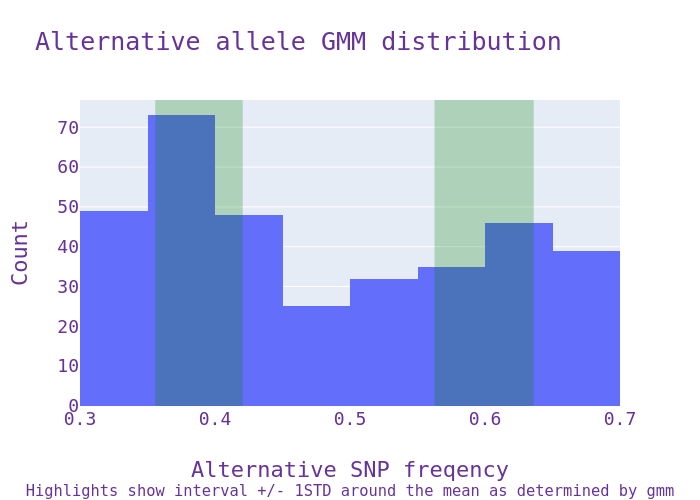 Alternative allele GMM distribution
70
60
50
40
30
20
10
0
Count
0.3 0.4 0.5 0.6 0.7
Alternative SNP freqency
Highlights show interval +/- 1STD around the mean as determined by gmm